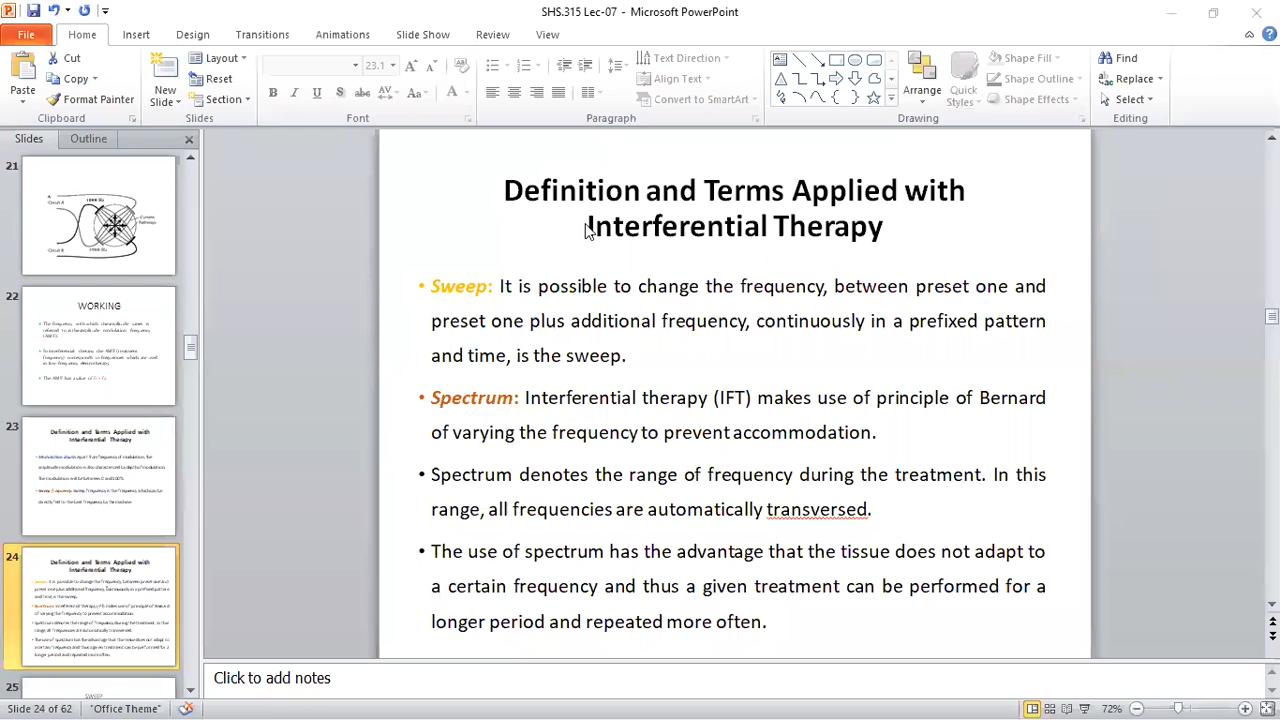 SHS.315 Lec-07 - Microsoft PowerPoint
File Home Insert Design Transitions Animations Slide Show Review View
Paste
Cut
Copy
Format Painter
Clipboard
New
Slide
Layout
Reset
Section
Slides
23.1
B I U S abc AV Aa A
Font
Text Direction
Align Text
Convert to SmartArt
Paragraph
Arrange
Quick
Styles
Shape Fill
Shape Outline
Shape Effects
Drawing
Find
Replace
Select
Editing
Slides Outline
21
22
WORKING
23
Definition and Terms Applied with
Interferential Therapy
24
Definition and Terms Applied with
Interferential Therapy
25
SWEEP
Definition and Terms Applied with
Interferential Therapy
• Sweep: It is possible to change the frequency, between preset one and
preset one plus additional frequency, continuously in a prefixed pattern
and time, is the sweep.
• Spectrum: Interferential therapy (IFT) makes use of principle of Bernard
of varying the frequency to prevent accommodation.
• Spectrum denotes the range of frequency during the treatment. In this
range, all frequencies are automatically transversed.
• The use of spectrum has the advantage that the tissue does not adapt to
a certain frequency and thus a given treatment can be performed for a
longer period and repeated more often.
Click to add notes
Slide 24 of 62 "Office Theme" 72%